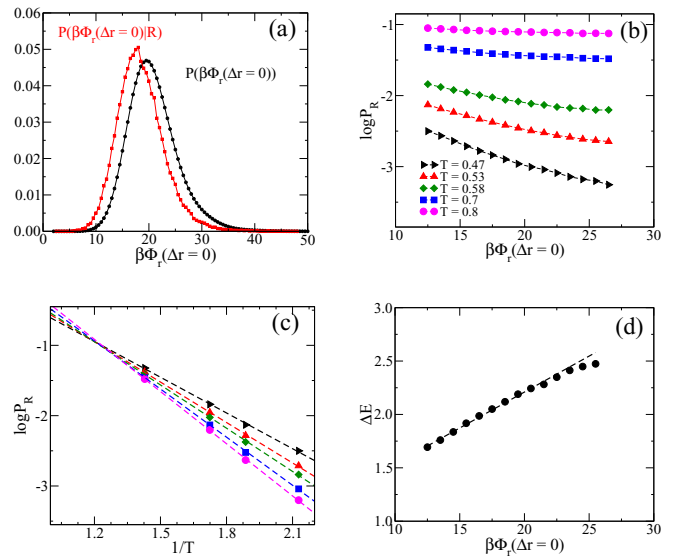 P(βΦr(Δr = 0)|R)
(a)
P(βΦr(Δr = 0))
0.05
0.04
0.03
0.02
0.01
0.00
0 10 20 30 40 50
βΦr(Δr = 0)
(b)
logPR
-1
-2
-3
T = 0.47
T = 0.53
T = 0.58
T = 0.7
T = 0.8
10 15 20 25 30
βΦr(Δr = 0)
(c)
logPR
-1
-2
-3
1.2 1.5 1.8 2.1
1/T
(d)
ΔE
3.0
2.5
2.0
1.5
1.0
10 15 20 25 30
βΦr(Δr = 0)